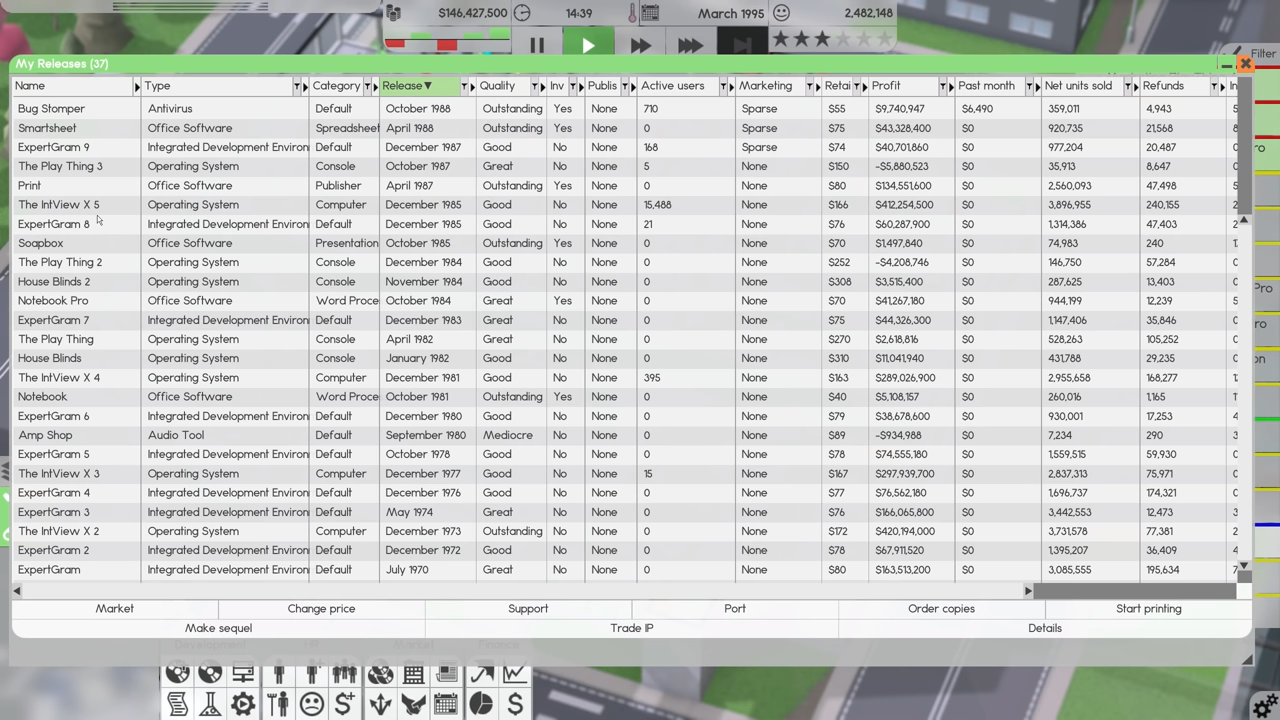 $146,427,500 14:39 March 1995 2,482,148
Filter
My Releases (37)
Name Type Category Release▼ Quality Inv Publis Active users Marketing Retai Profit Past month Net units sold Refunds In
Bug Stomper Antivirus Default October 1988 Outstanding Yes None 710 Sparse $55 $9,740,947 $6,490 359,011 4,943 5
Smartsheet Office Software Spreadsheet April 1988 Outstanding Yes None 0 Sparse $75 $43,328,400 $0 920,735 21,568 8
ExpertGram 9 Integrated Development Environ Default December 1987 Good No None 168 Sparse $74 $40,701,860 $0 977,204 20,487 0
The Play Thing 3 Operating System Console October 1987 Great No None 5 None $150 -$5,880,523 $0 35,913 8,647 0
Print Office Software Publisher April 1987 Outstanding Yes None 0 None $80 $134,551,600 $0 2,560,093 47,498 5
The IntView X 5 Operating System Computer December 1985 Good No None 15,488 None $166 $412,254,500 $0 3,896,955 240,155 2
ExpertGram 8 Integrated Development Environ Default December 1985 Good No None 21 None $76 $60,287,900 $0 1,314,386 47,403 2
Soapbox Office Software Presentation October 1985 Outstanding Yes None 0 None $70 $1,497,840 $0 74,983 240 1
The Play Thing 2 Operating System Console December 1984 Good No None 0 None $252 -$4,208,746 $0 146,750 57,284 0
House Blinds 2 Operating System Console November 1984 Good No None 0 None $308 $3,515,400 $0 287,625 13,403 0
Notebook Pro Office Software Word Proce October 1984 Great Yes None 0 None $70 $41,267,180 $0 944,199 12,239 5
ExpertGram 7 Integrated Development Environ Default December 1983 Great No None 0 None $75 $44,326,300 $0 1,147,406 35,846 0
The Play Thing Operating System Console April 1982 Great No None 0 None $270 $2,618,816 $0 528,263 105,252 0
House Blinds Operating System Console January 1982 Good No None 0 None $310 $11,041,940 $0 431,788 29,235 0
The IntView X 4 Operating System Computer December 1981 Good No None 395 None $163 $289,026,900 $0 2,955,658 168,277 1
Notebook Office Software Word Proce October 1981 Outstanding Yes None 0 None $40 $5,108,157 $0 260,016 1,165 1
ExpertGram 6 Integrated Development Environ Default December 1980 Good No None 0 None $79 $38,678,600 $0 930,001 17,253 4
Amp Shop Audio Tool Default September 1980 Mediocre No None 0 None $89 -$934,988 $0 7,234 290 3
ExpertGram 5 Integrated Development Environ Default October 1978 Good No None 0 None $78 $74,555,180 $0 1,559,515 59,930 0
The IntView X 3 Operating System Computer December 1977 Good No None 15 None $167 $297,939,700 $0 2,837,313 75,971 0
ExpertGram 4 Integrated Development Environ Default December 1976 Good No None 0 None $77 $76,562,180 $0 1,696,737 174,321 0
ExpertGram 3 Integrated Development Environ Default May 1974 Great No None 0 None $76 $166,065,800 $0 3,442,553 12,473 3
The IntView X 2 Operating System Computer December 1973 Outstanding No None 0 None $172 $420,194,000 $0 3,731,578 77,381 2
ExpertGram 2 Integrated Development Environ Default December 1972 Good No None 0 None $78 $67,911,520 $0 1,395,207 36,409 4
ExpertGram Integrated Development Environ Default July 1970 Great No None 0 None $80 $163,513,200 $0 3,085,555 195,634 7
Market Change price Support Port Order copies Start printing
Make sequel Trade IP Details
Development HR Market Finance